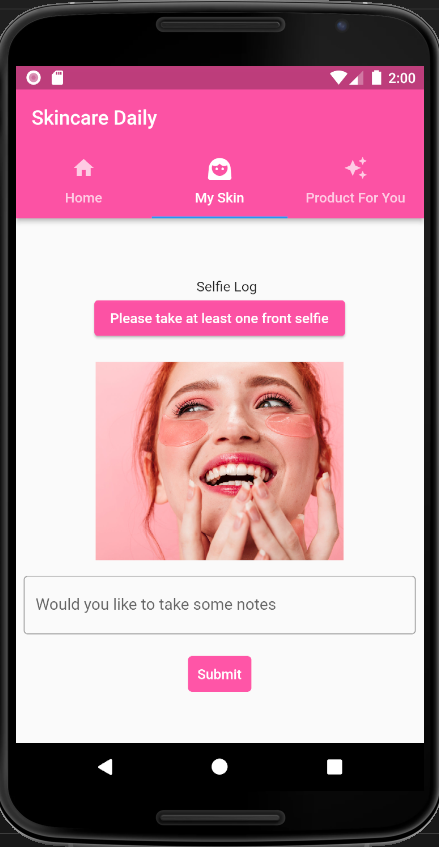 2:00
Skincare Daily
Home
My Skin
Product For You
Selfie Log
Please take at least one front selfie
Would you like to take some notes
Submit